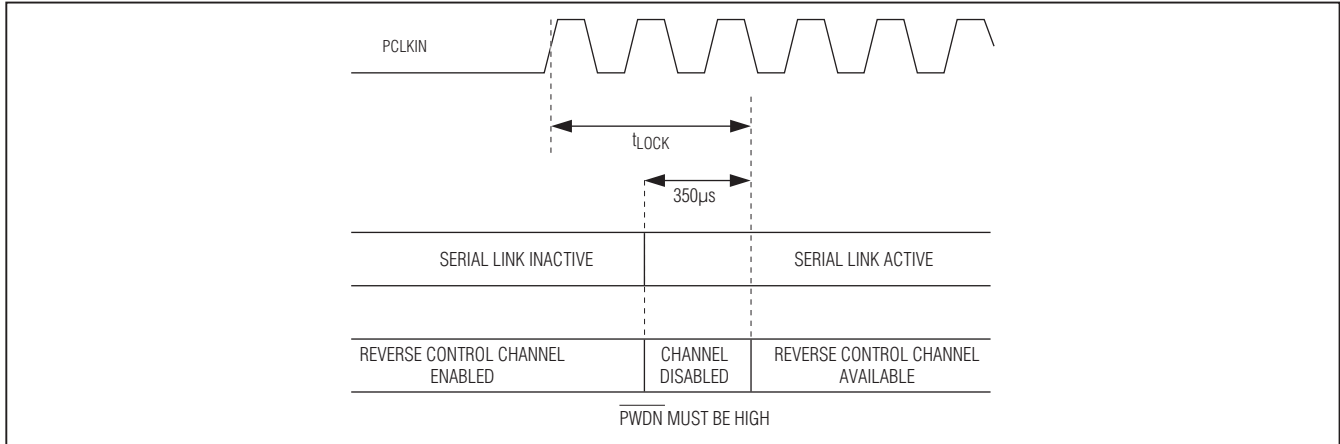 PCLKIN
tLOCK
350µs
SERIAL LINK INACTIVE
SERIAL LINK ACTIVE
REVERSE CONTROL CHANNEL
ENABLED
CHANNEL
DISABLED
REVERSE CONTROL CHANNEL
AVAILABLE
PWDN MUST BE HIGH